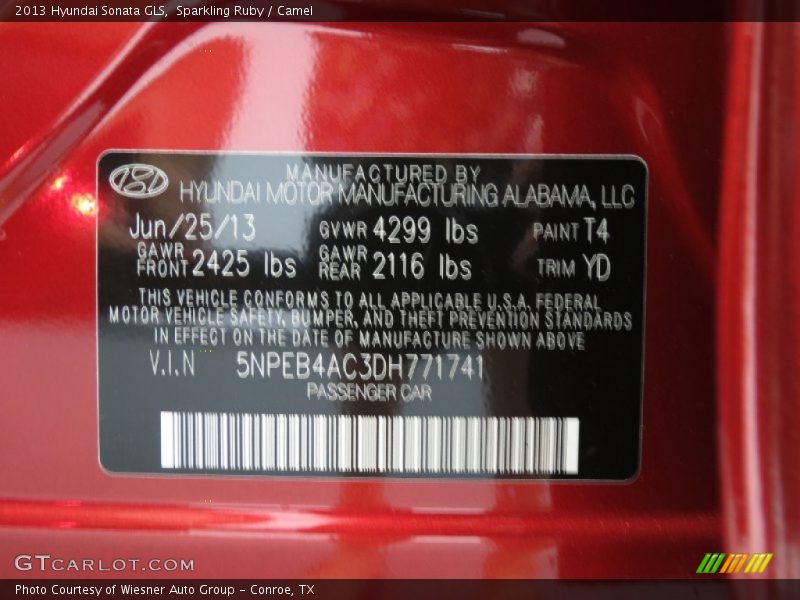 2013 Hyundai Sonata GLS, Sparkling Ruby / Camel
MANUFACTURED BY
HYUNDAI MOTOR MANUFACTURING ALABAMA, LLC
Jun/25/13 GVWR 4299 lbs PAINT T4
GAWR FRONT 2425 lbs GAWR REAR 2116 lbs TRIM YD
THIS VEHICLE CONFORMS TO ALL APPLICABLE U.S.A. FEDERAL
MOTOR VEHICLE SAFETY, BUMPER, AND THEFT PREVENTION STANDARDS
IN EFFECT ON THE DATE OF MANUFACTURE SHOWN ABOVE
V.I.N 5NPEB4AC3DH771741
PASSENGER CAR
GTCARLOT.COM
Photo Courtesy of Wiesner Auto Group - Conroe, TX